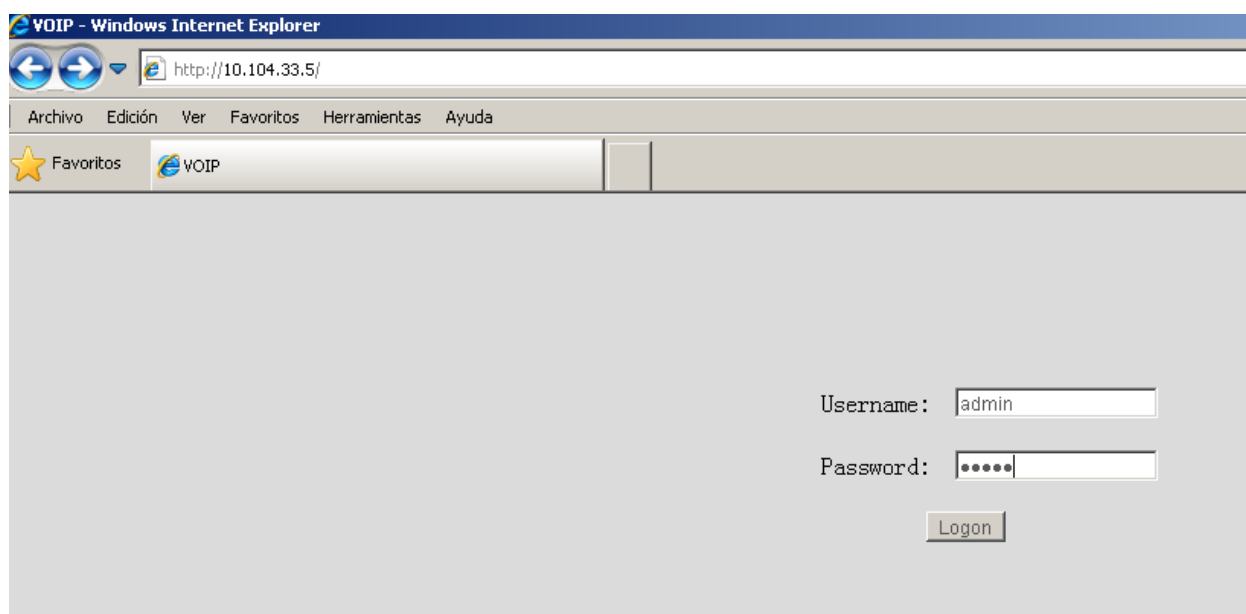 VOIP - Windows Internet Explorer
http://10.104.33.5/
Archivo Edición Ver Favoritos Herramientas Ayuda
Favoritos VOIP
Username: admin
Password: •••••
Logon